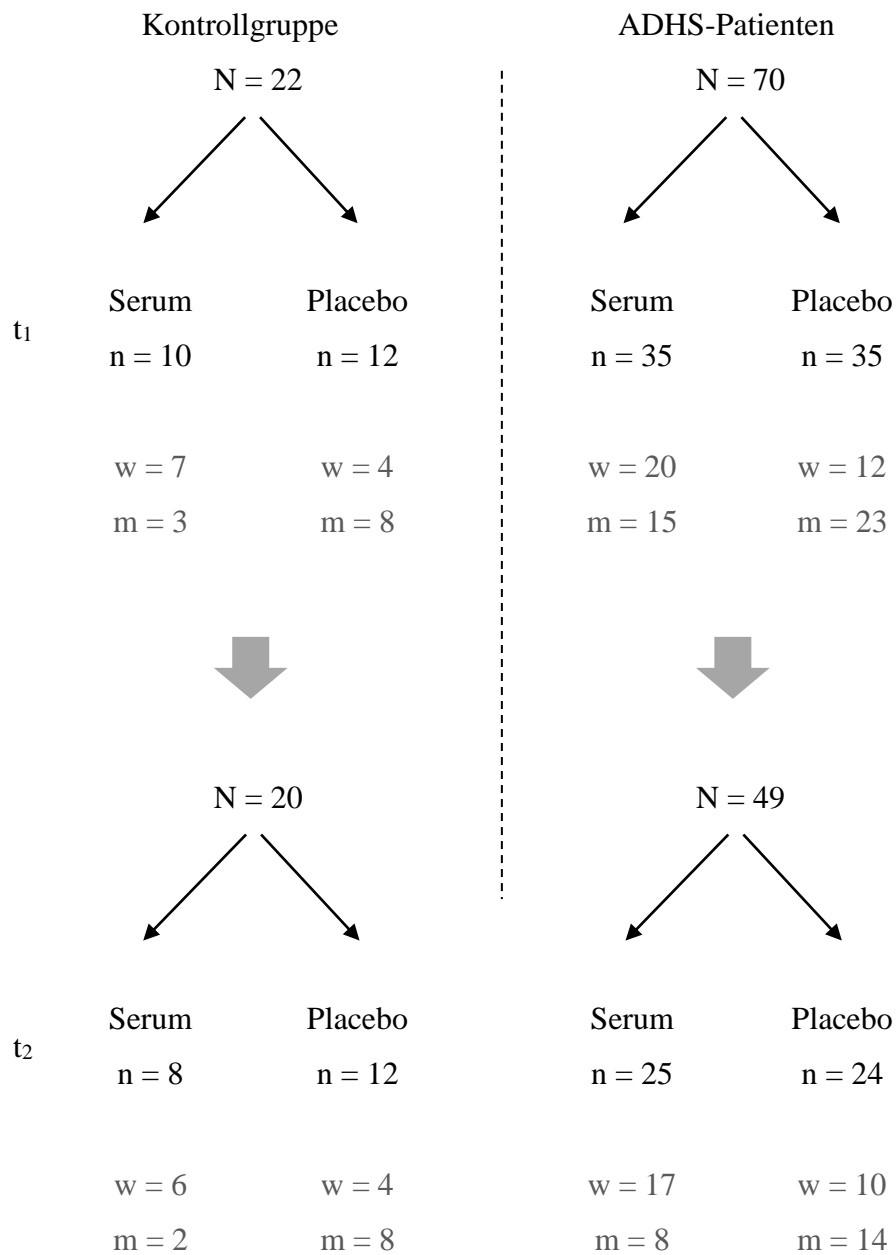 Kontrollgruppe ADHS-Patienten
N = 22 N = 70
Serum Placebo Serum Placebo
t₁
n = 10 n = 12 n = 35 n = 35
w = 7 w = 4 w = 20 w = 12
m = 3 m = 8 m = 15 m = 23
N = 20 N = 49
Serum Placebo Serum Placebo
t₂
n = 8 n = 12 n = 25 n = 24
w = 6 w = 4 w = 17 w = 10
m = 2 m = 8 m = 8 m = 14